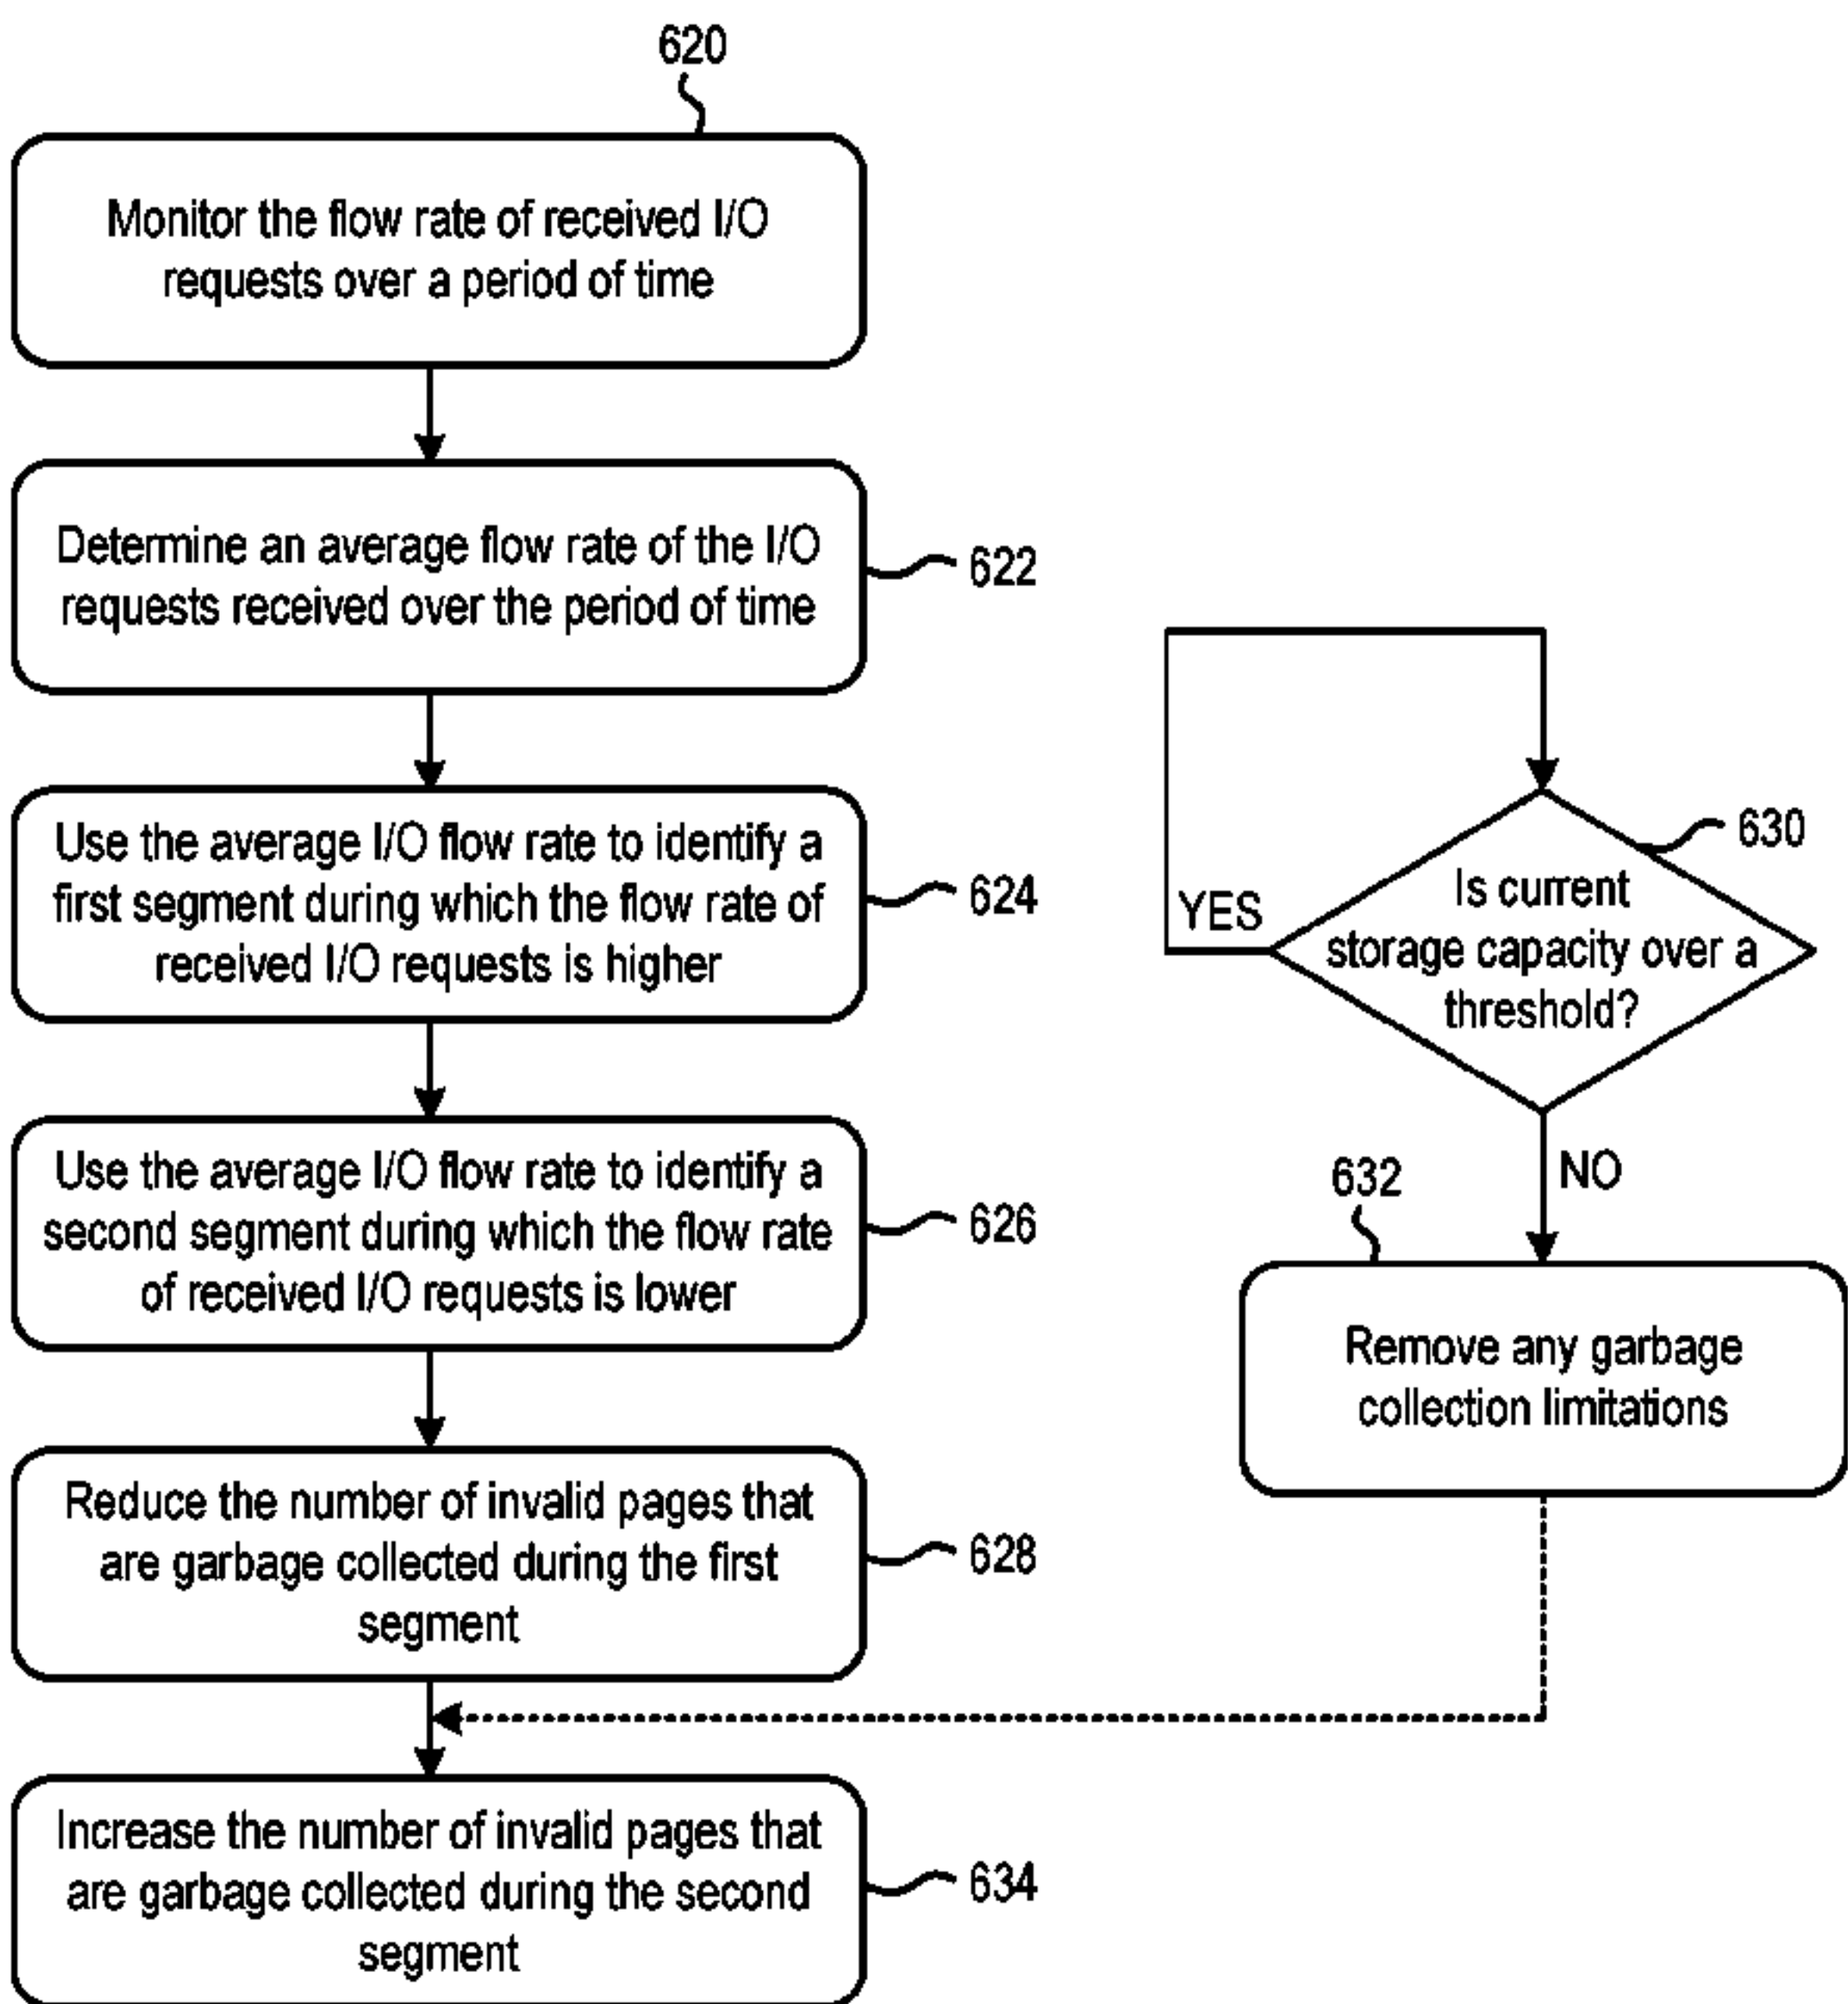 620
Monitor the flow rate of received I/O
requests over a period of time
Determine an average flow rate of the I/O
requests received over the period of time
622
Use the average I/O flow rate to identify a
first segment during which the flow rate of
received I/O requests is higher
624
Use the average I/O flow rate to identify a
second segment during which the flow rate
of received I/O requests is lower
626
Reduce the number of invalid pages that
are garbage collected during the first
segment
628
630
Is current
storage capacity over a
threshold?
YES
NO
632
Remove any garbage
collection limitations
Increase the number of invalid pages that
are garbage collected during the second
segment
634